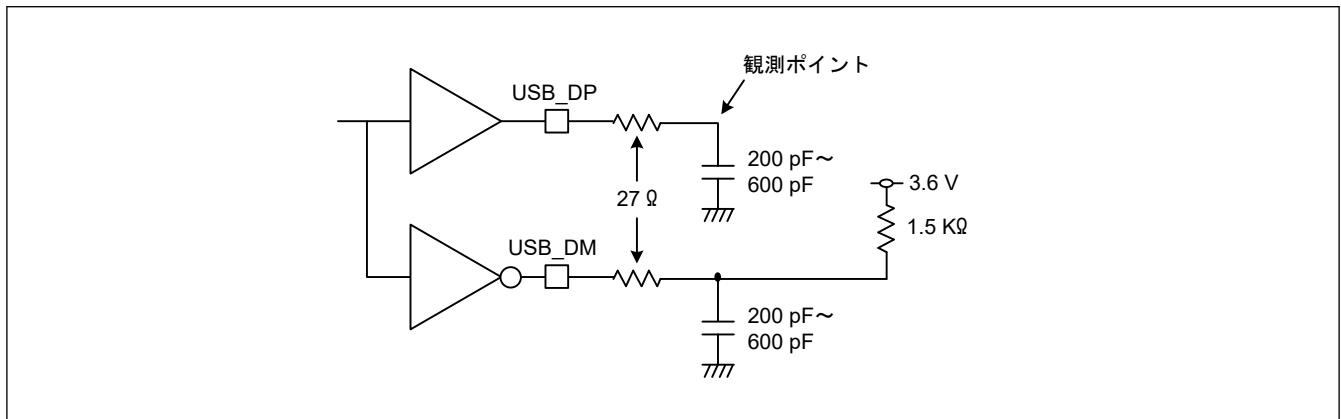 観測ポイント
USB_DP
200 pF～
600 pF
3.6 V
27 Ω
1.5 KΩ
USB_DM
200 pF～
600 pF